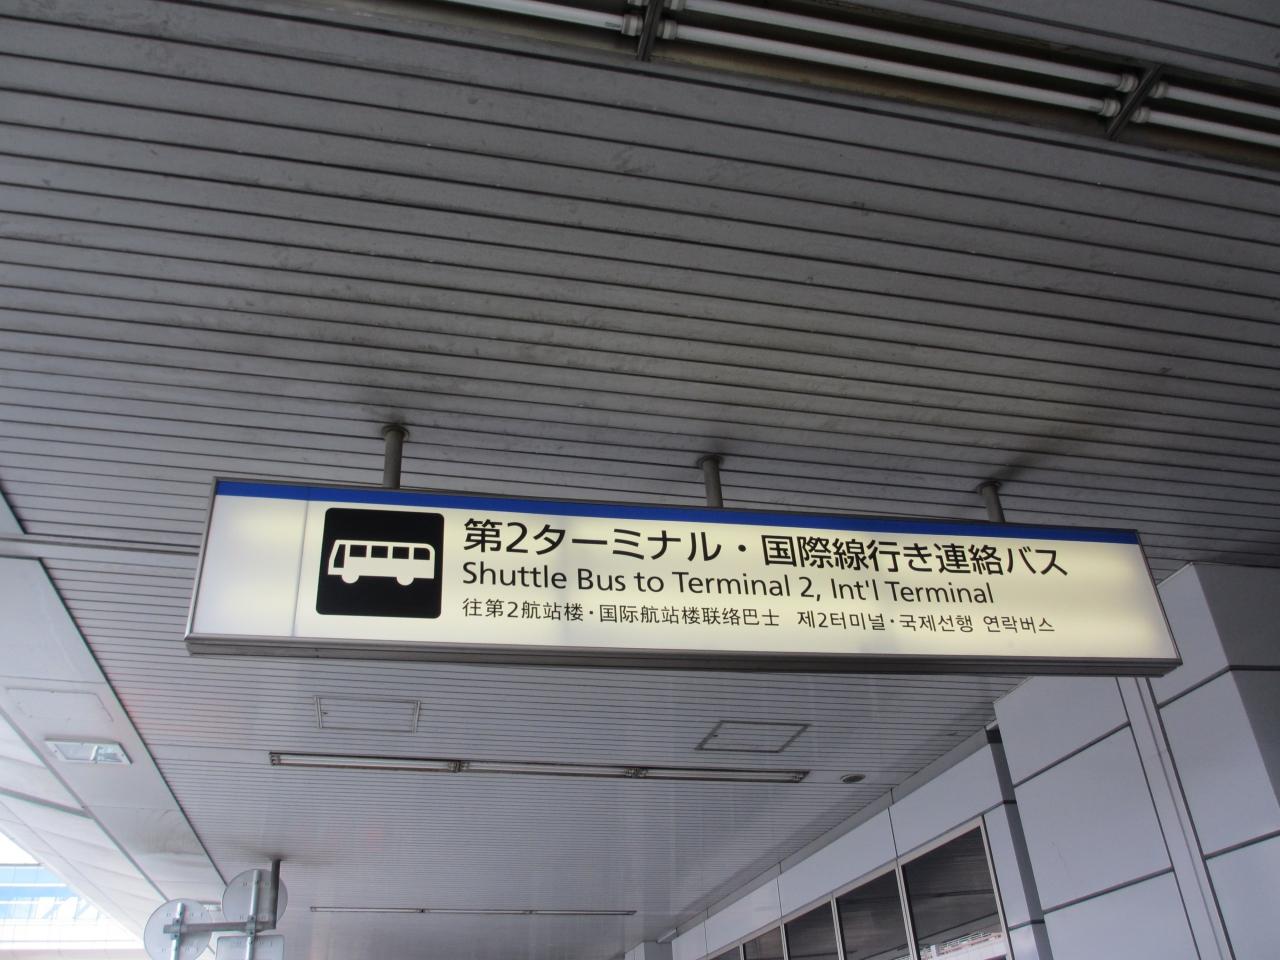 第2ターミナル・国際線行き連絡バス
Shuttle Bus to Terminal 2, Int'l Terminal
往第2航站楼・国际航站楼联络巴士 제2터미널・국제선행 연락버스